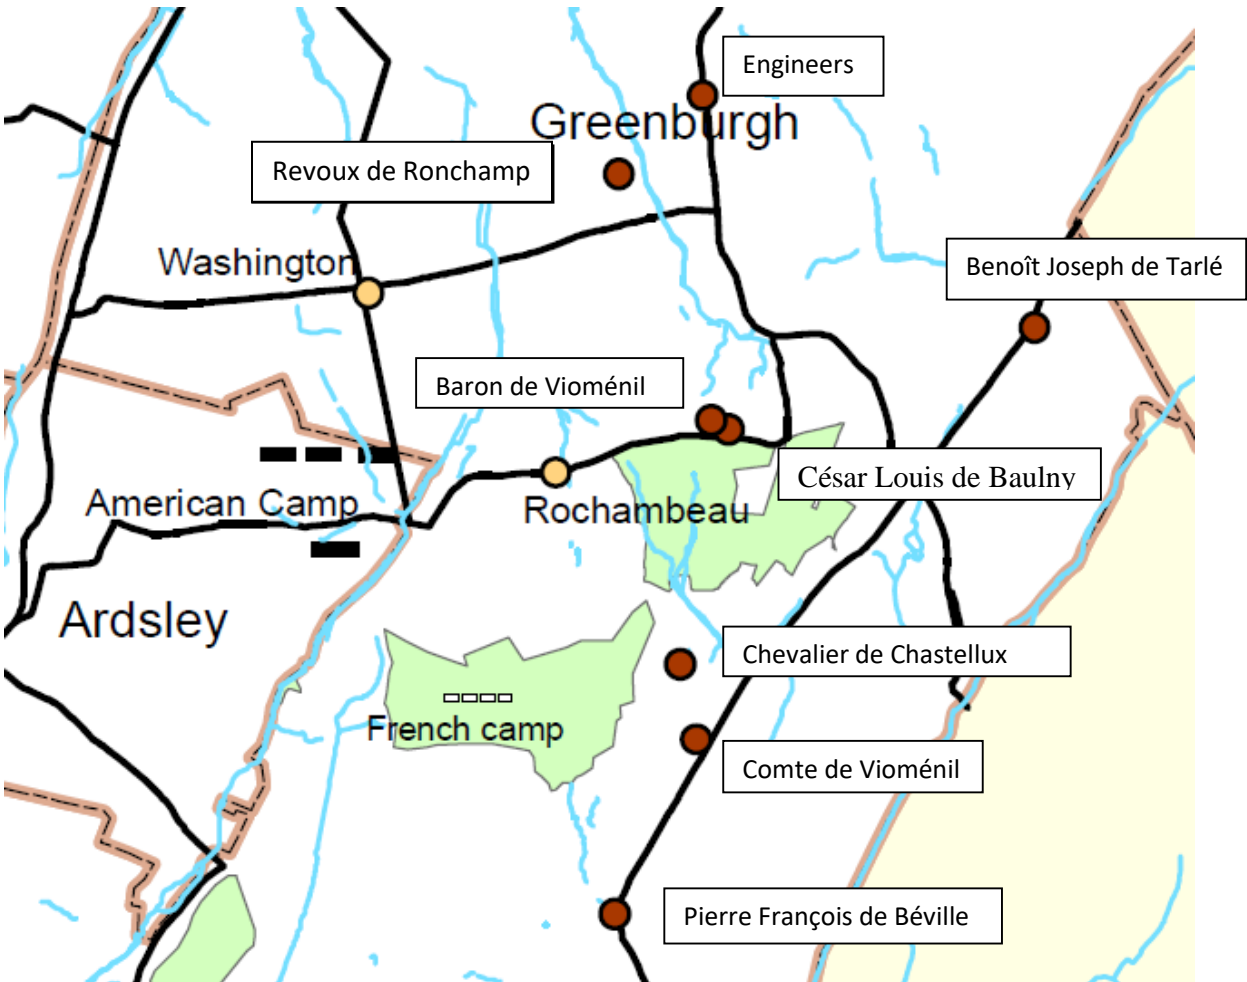 Engineers
Greenburgh
Revoux de Ronchamp
Washington
Benoît Joseph de Tarlé
Baron de Vioménil
César Louis de Baulny
American Camp
Rochambeau
Ardsley
Chevalier de Chastellux
French camp
Comte de Vioménil
Pierre François de Béville